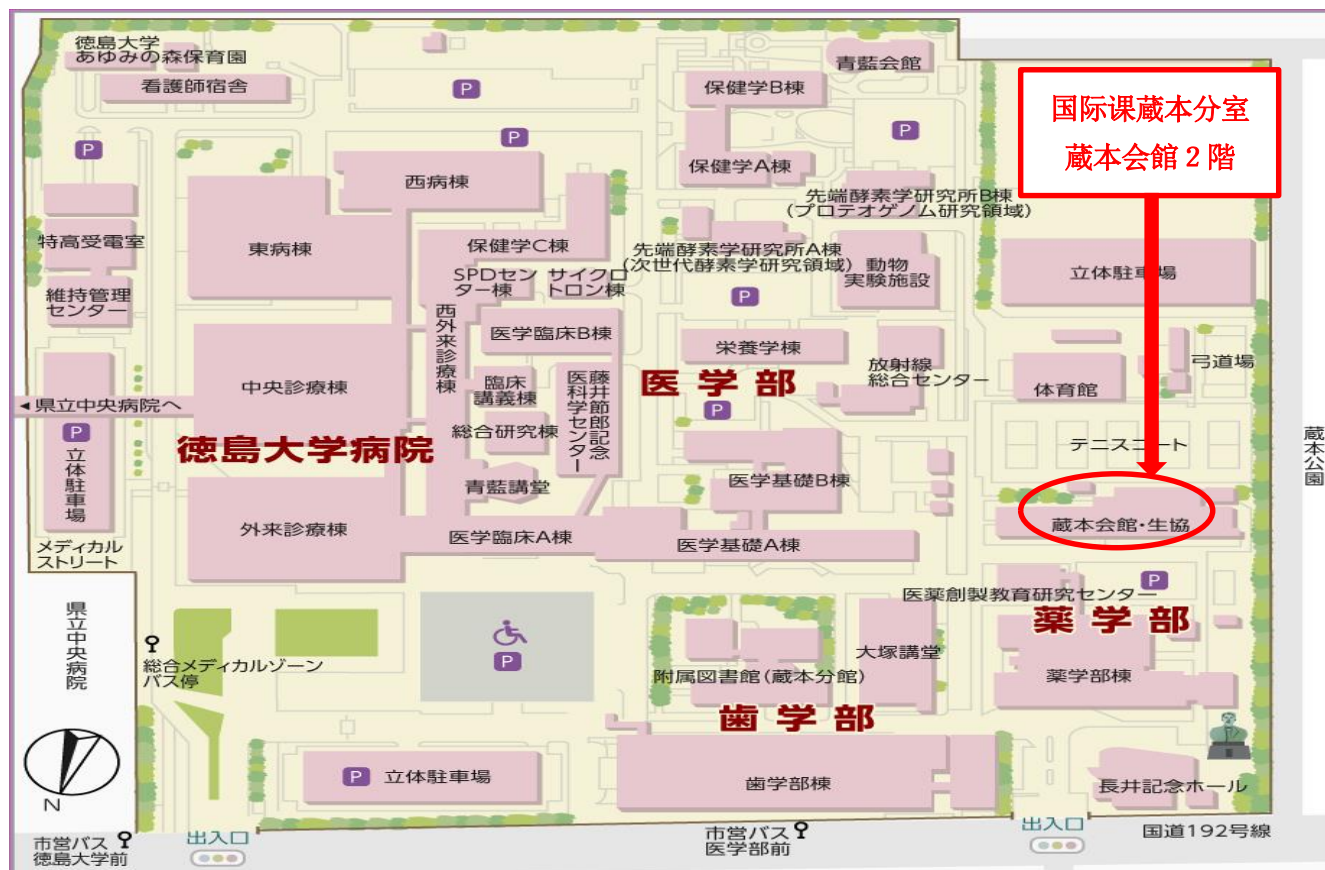 徳島大学
あゆみの森保育園
看護師宿舎
P
P
P
保健学B棟
青藍会館
P
国际课蔵本分室
蔵本会館2階
西病棟
保健学A棟
先端酵素学研究所B棟
(プロテオゲノム研究領域)
特高受電室
東病棟
保健学C棟
先端酵素学研究所A棟
(次世代酵素学研究領域)
動物
実験施設
立体駐車場
SPDセン
ター棟
サイクロ
トロン棟
維持管理
センター
P
西外来診療棟
医学臨床B棟
栄養学棟
放射線
総合センター
弓道場
体育館
中央診療棟
臨床
講義棟
藤井節郎記念
医科学センター
医学部
P
◀県立中央病院へ
P
立体駐車場
徳島大学病院
総合研究棟
テニスコート
蔵本公園
青藍講堂
医学基礎B棟
外来診療棟
医学臨床A棟
医学基礎A棟
蔵本会館・生協
メディカル
ストリート
医薬創製教育研究センター
P
薬学部
県立中央病院
総合メディカルゾーン
バス停
P
附属図書館(蔵本分館)
大塚講堂
薬学部棟
歯学部
N
P
立体駐車場
歯学部棟
長井記念ホール
市営バス
徳島大学前
出入口
市営バス
医学部前
出入口
国道192号線